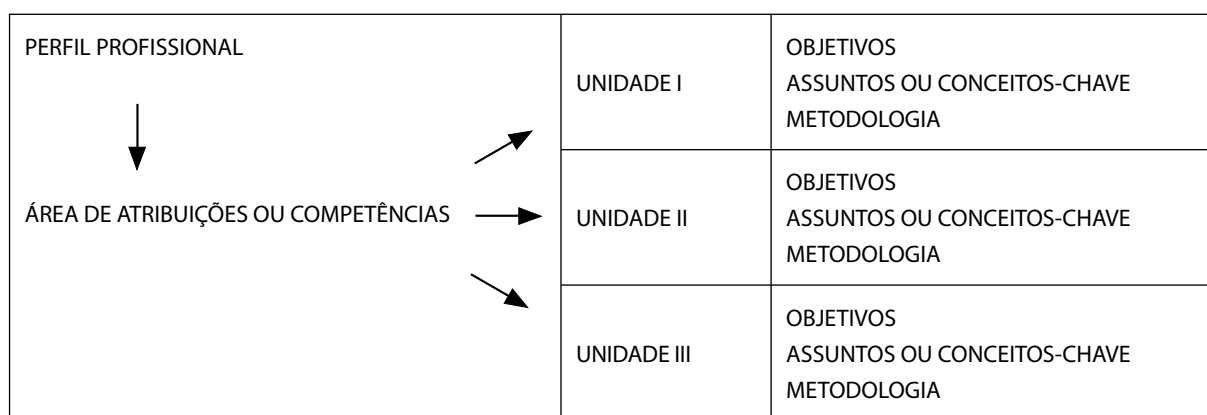 PERFIL PROFISSIONAL
ÁREA DE ATRIBUIÇÕES OU COMPETÊNCIAS
UNIDADE I
OBJETIVOS
ASSUNTOS OU CONCEITOS-CHAVE
METODOLOGIA
UNIDADE II
OBJETIVOS
ASSUNTOS OU CONCEITOS-CHAVE
METODOLOGIA
UNIDADE III
OBJETIVOS
ASSUNTOS OU CONCEITOS-CHAVE
METODOLOGIA